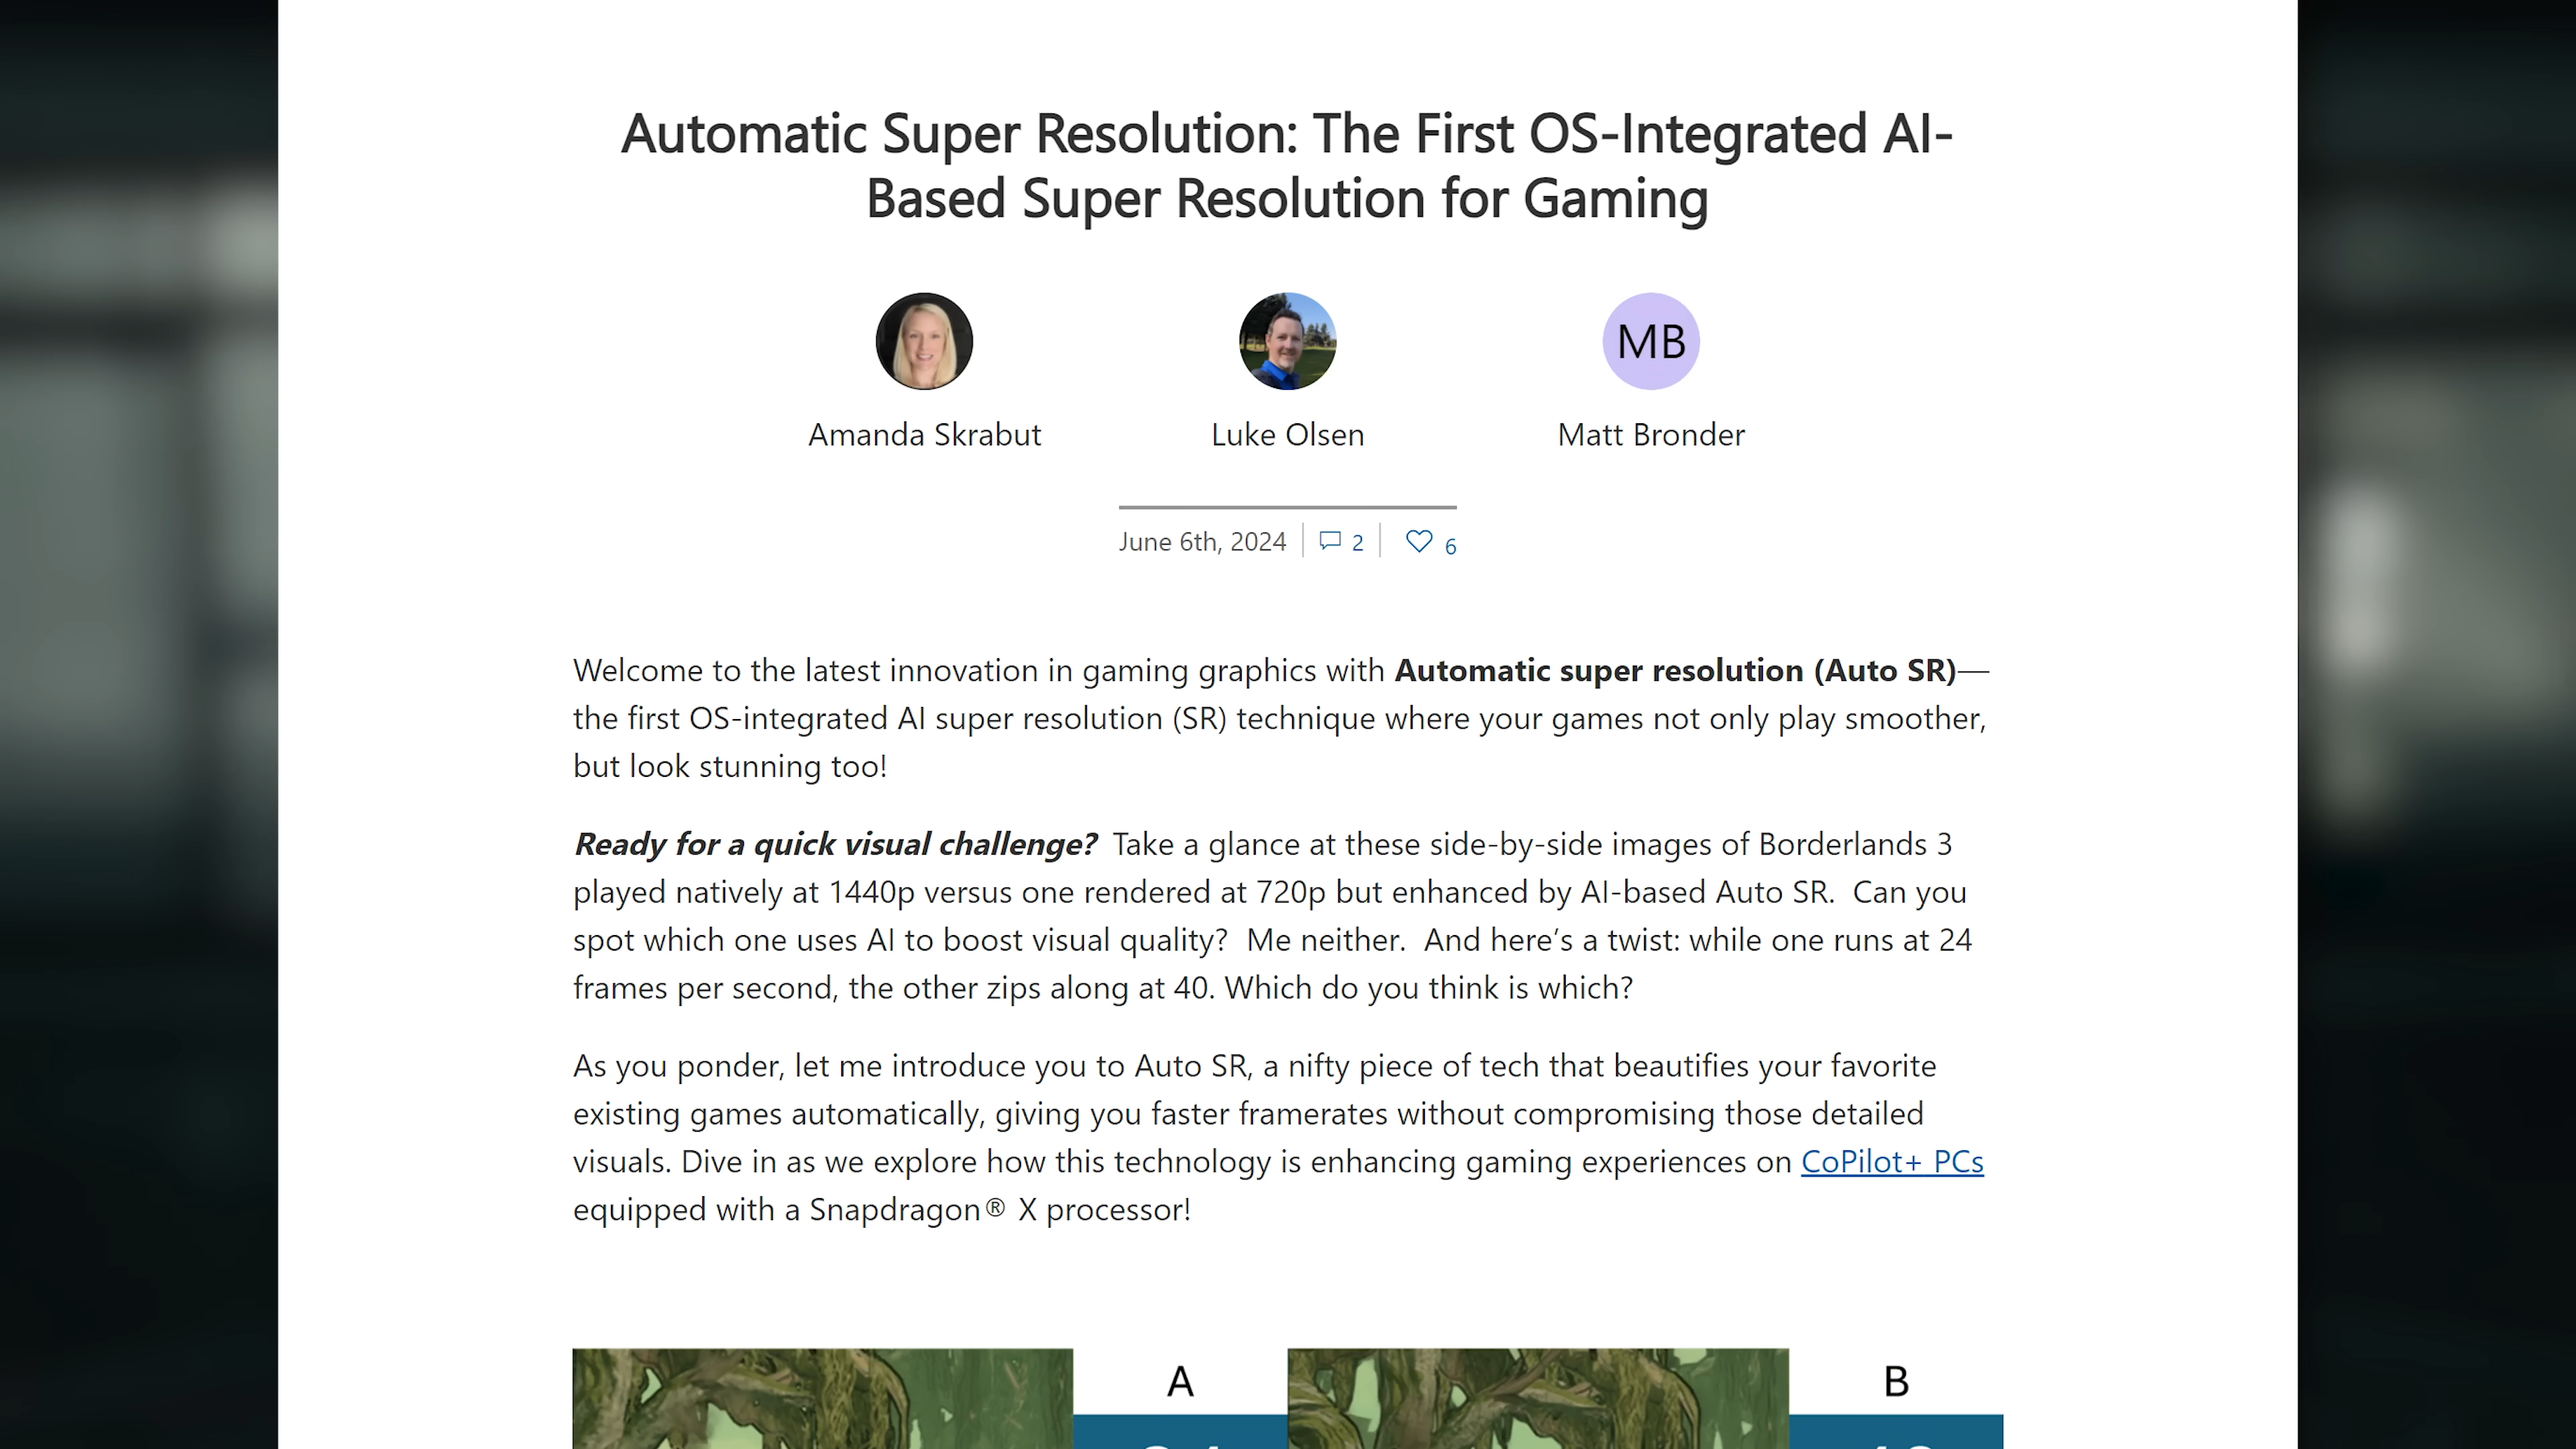 Automatic Super Resolution: The First OS-Integrated AI-
Based Super Resolution for Gaming
MB
Amanda Skrabut
Luke Olsen
Matt Bronder
June 6th, 2024
2
6
Welcome to the latest innovation in gaming graphics with Automatic super resolution (Auto SR)—
the first OS-integrated AI super resolution (SR) technique where your games not only play smoother,
but look stunning too!
Ready for a quick visual challenge?  Take a glance at these side-by-side images of Borderlands 3
played natively at 1440p versus one rendered at 720p but enhanced by AI-based Auto SR.  Can you
spot which one uses AI to boost visual quality?  Me neither.  And here’s a twist: while one runs at 24
frames per second, the other zips along at 40. Which do you think is which?
As you ponder, let me introduce you to Auto SR, a nifty piece of tech that beautifies your favorite
existing games automatically, giving you faster framerates without compromising those detailed
visuals. Dive in as we explore how this technology is enhancing gaming experiences on CoPilot+ PCs
equipped with a Snapdragon® X processor!
A
B